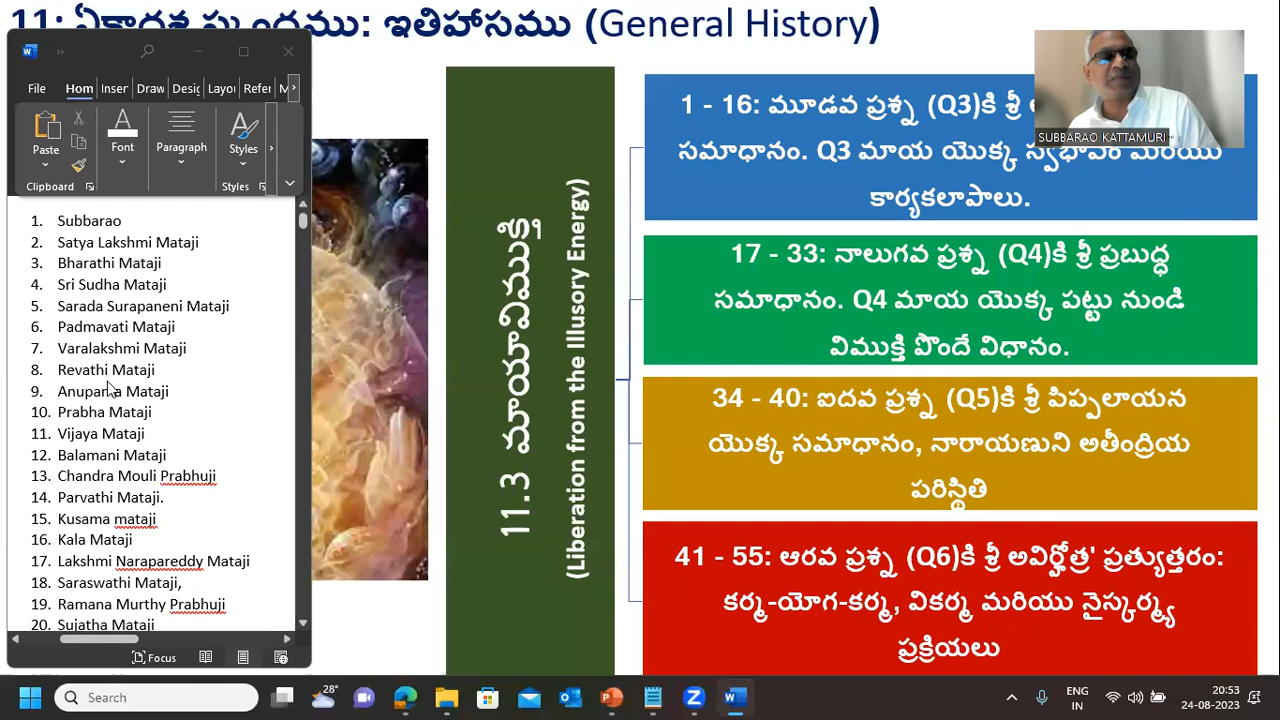 11: ఏకాదశ స్కంధము: ఇతిహాసము (General History)
File Hom Inser Draw Desig Layou Refer M
Paste Font Paragraph Styles
Clipboard Styles
1. Subbarao
2. Satya Lakshmi Mataji
3. Bharathi Mataji
4. Sri Sudha Mataji
5. Sarada Surapaneni Mataji
6. Padmavati Mataji
7. Varalakshmi Mataji
8. Revathi Mataji
9. Anupama Mataji
10. Prabha Mataji
11. Vijaya Mataji
12. Balamani Mataji
13. Chandra Mouli Prabhuji
14. Parvathi Mataji.
15. Kusama mataji
16. Kala Mataji
17. Lakshmi Narapareddy Mataji
18. Saraswathi Mataji,
19. Ramana Murthy Prabhuji
20. Sujatha Mataji
Focus
11.3 మాయావిముక్తి
(Liberation from the Illusory Energy)
1 - 16: మూడవ ప్రశ్న (Q3)కి శ్రీ
సమాధానం. Q3 మాయ యొక్క స్వభావం మరియు
కార్యకలాపాలు.
17 - 33: నాలుగవ ప్రశ్న (Q4)కి శ్రీ ప్రబుద్ధ
సమాధానం. Q4 మాయ యొక్క పట్టు నుండి
విముక్తి పొందే విధానం.
34 - 40: ఐదవ ప్రశ్న (Q5)కి శ్రీ పిప్పలాయన
యొక్క సమాధానం, నారాయణుని అతీంద్రియ
పరిస్థితి
41 - 55: ఆరవ ప్రశ్న (Q6)కి శ్రీ అవిర్హోత్ర' ప్రత్యుత్తరం:
కర్మ-యోగ-కర్మ, వికర్మ మరియు నైష్కర్మ్య
ప్రక్రియలు
SUBBARAO KATTAMURI
Search
28°
ENG
IN
20:53
24-08-2023